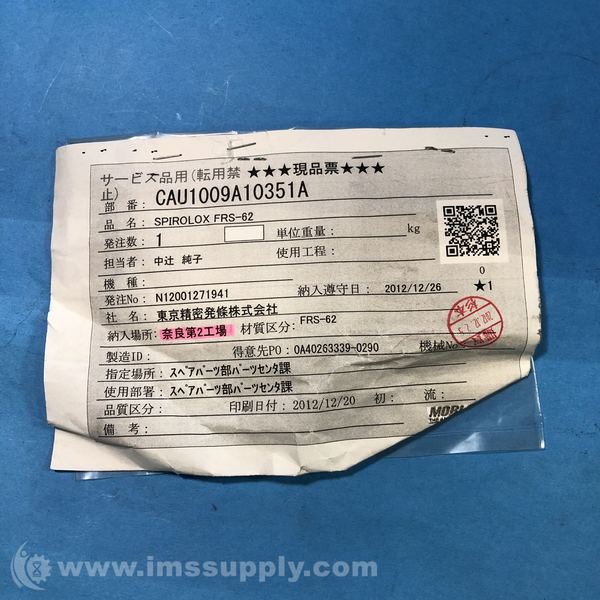 サービス品用(転用禁 ★★★現品票★★★
止)
部 番: CAU1009A10351A
品 名: SPIROLOX FRS-62
発注数: 1 単位重量: kg
担当者: 中辻 純子 使用工程:
機 種: 0
発注No: N12001271941 納入遵守日: 2012/12/26 ★1
社 名: 東京精密発條株式会社
納入場所: 奈良第2工場 材質区分: FRS-62
製造ID: 得意先PO: 0A40263339-0290 機械No
指定場所: スペアパーツ部パーツセンタ課
使用部署: スペアパーツ部パーツセンタ課
品質区分: 印刷日付: 2012/12/20 初: 流:
備 考: MORI
© www.imssupply.com